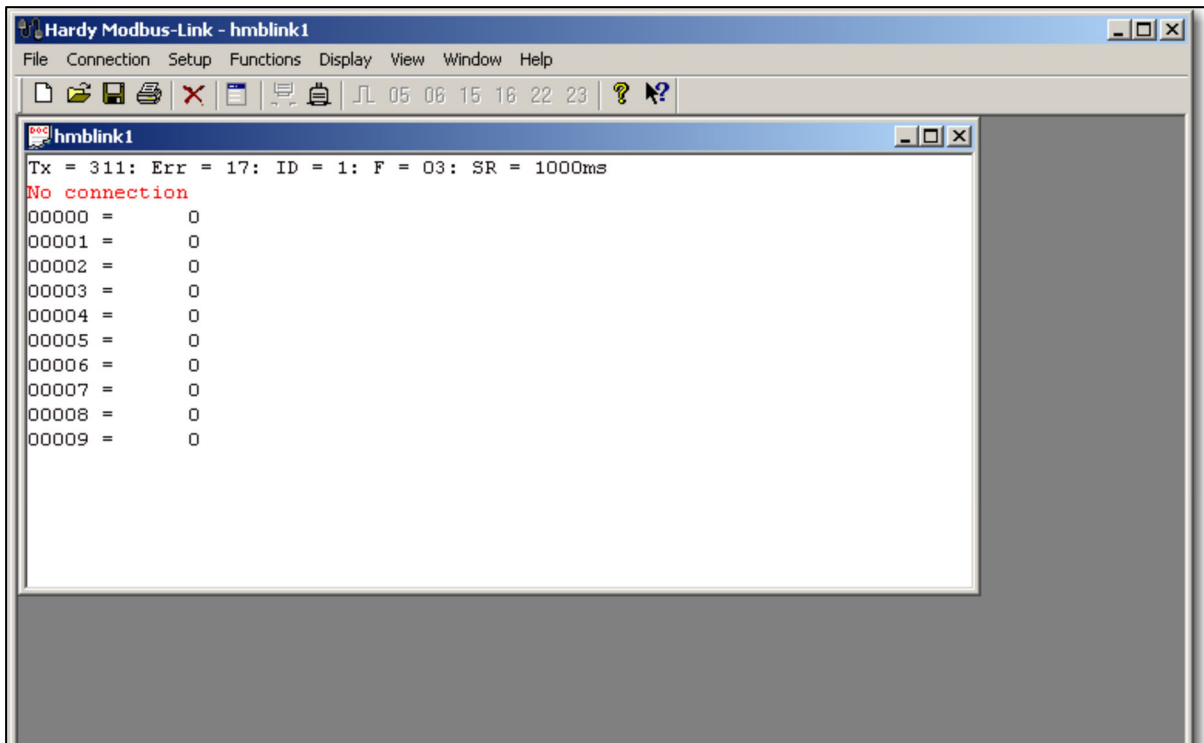 Hardy Modbus-Link - hmblink1
File Connection Setup Functions Display View Window Help
05 06 15 16 22 23 ? ?
DOC hmblink1
Tx = 311: Err = 17: ID = 1: F = 03: SR = 1000ms
No connection
00000 = 0
00001 = 0
00002 = 0
00003 = 0
00004 = 0
00005 = 0
00006 = 0
00007 = 0
00008 = 0
00009 = 0